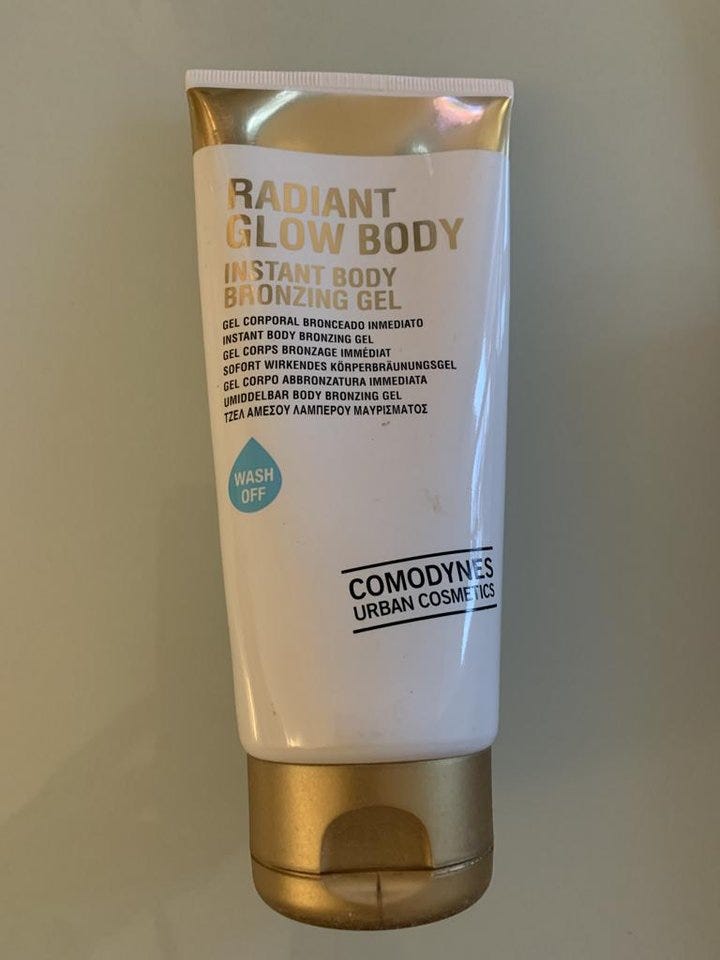 RADIANT
GLOW BODY
INSTANT BODY
BRONZING GEL
GEL CORPORAL BRONCEADO INMEDIATO
INSTANT BODY BRONZING GEL
GEL CORPS BRONZAGE IMMÉDIAT
SOFORT WIRKENDES KÖRPERBRÄUNUNGSGEL
GEL CORPO ABBRONZATURA IMMEDIATA
UMIDDELBAR BODY BRONZING GEL
ΤΖΕΛ ΑΜΕΣΟΥ ΛΑΜΠΕΡΟΥ ΜΑΥΡΙΣΜΑΤΟΣ
WASH
OFF
COMODYNES
URBAN COSMETICS